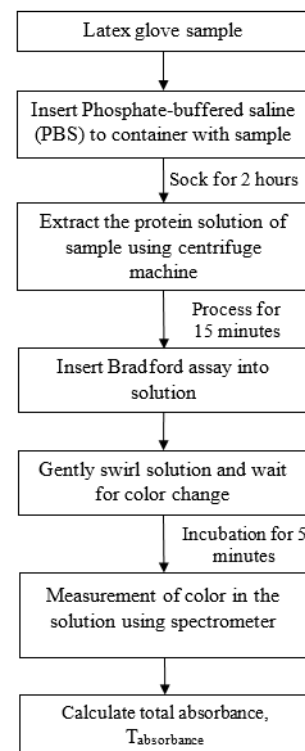 Latex glove sample
Insert Phosphate-buffered saline
(PBS) to container with sample
Sock for 2 hours
Extract the protein solution of
sample using centrifuge
machine
Process for
15 minutes
Insert Bradford assay into
solution
Gently swirl solution and wait
for color change
Incubation for 5
minutes
Measurement of color in the
solution using spectrometer
Calculate total absorbance,
Tabsorbance